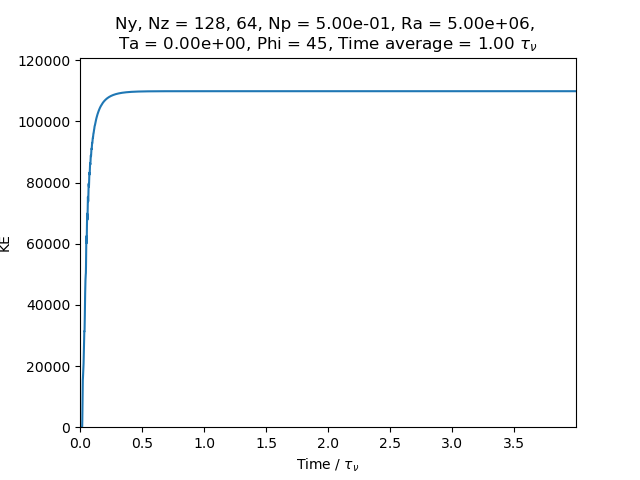 Ny, Nz = 128, 64, Np = 5.00e-01, Ra = 5.00e+06,
Ta = 0.00e+00, Phi = 45, Time average = 1.00 τν
120000
100000
80000
60000
40000
20000
0
KE
0.0 0.5 1.0 1.5 2.0 2.5 3.0 3.5
Time / τν